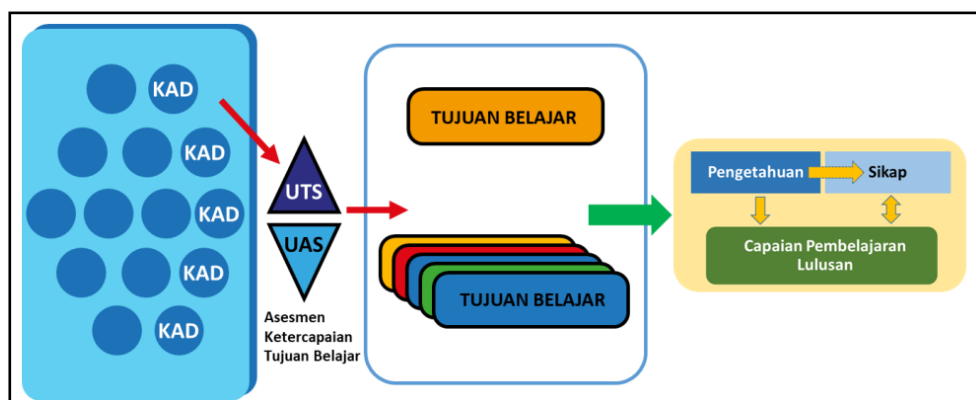 KAD
KAD
KAD
KAD
KAD
UTS
UAS
Asesmen
Ketercapaian
Tujuan Belajar
TUJUAN BELAJAR
TUJUAN BELAJAR
Pengetahuan
Sikap
Capaian Pembelajaran
Lulusan